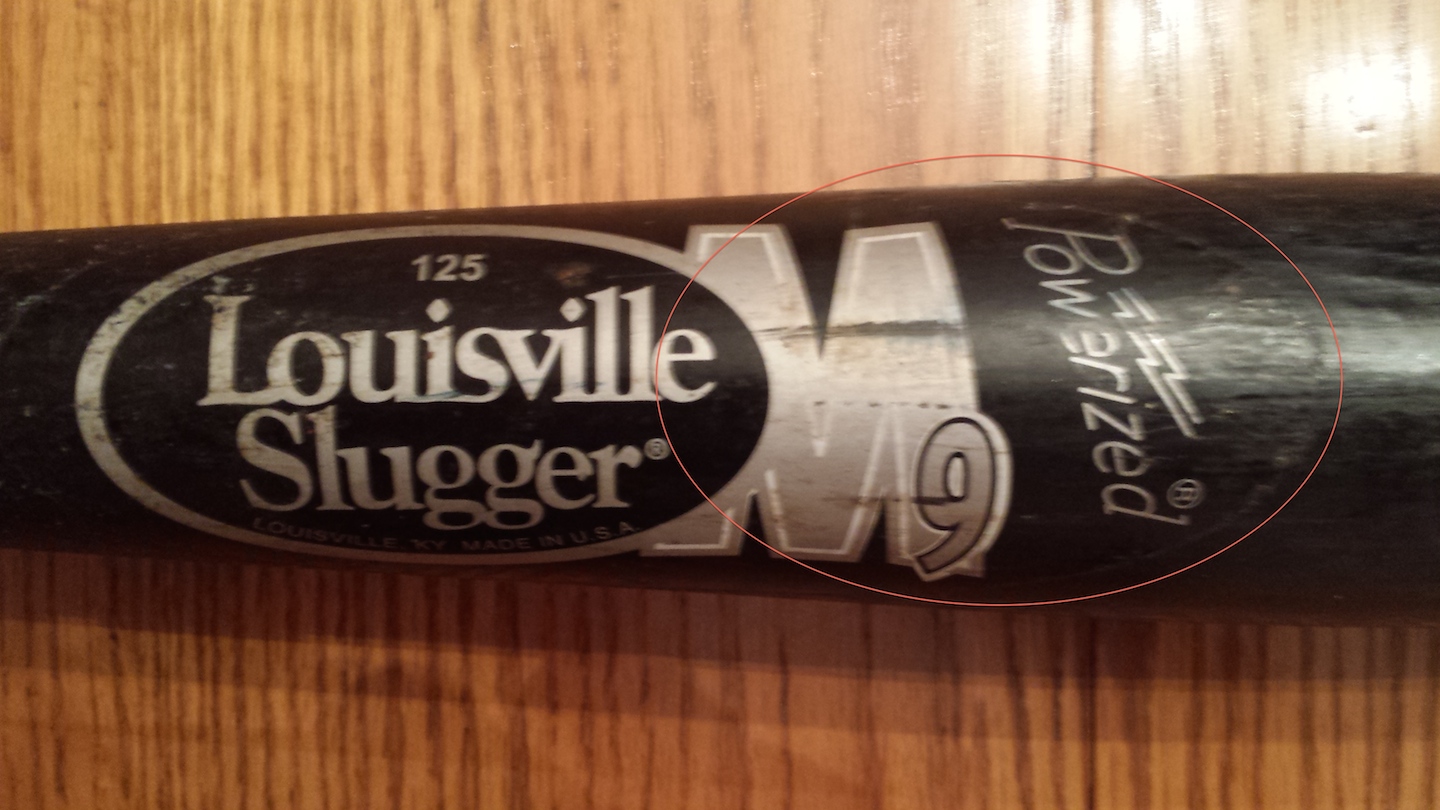 125
Louisville
Slugger®
LOUISVILLE, KY MADE IN U.S.A.
M9
Powerized®